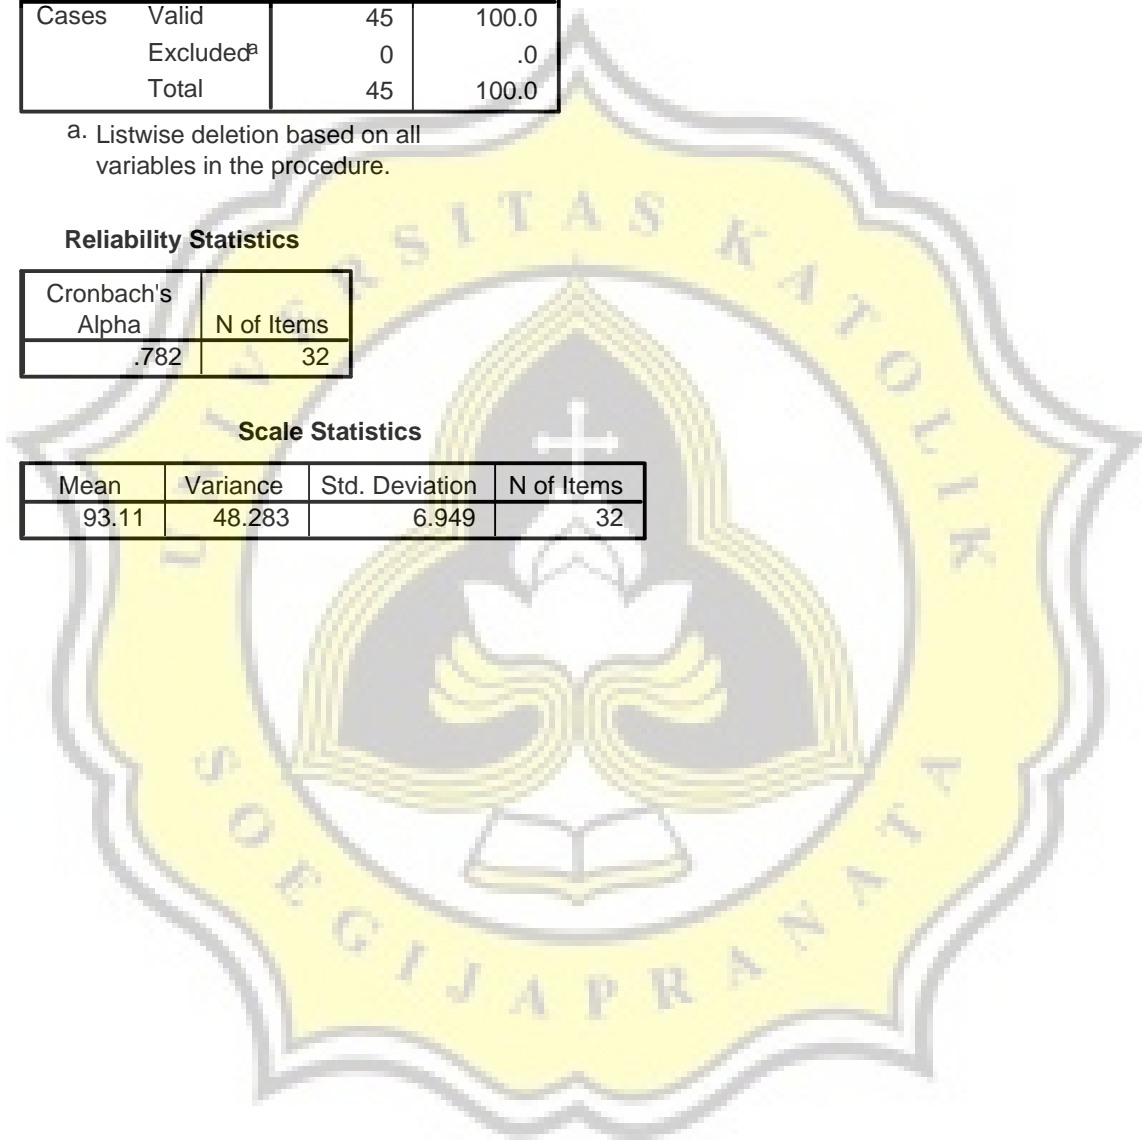 Cases Valid 45 100.0
Excludedᵃ 0 .0
Total 45 100.0
a. Listwise deletion based on all
variables in the procedure.
Reliability Statistics
Cronbach's
Alpha N of Items
.782 32
Scale Statistics
Mean Variance Std. Deviation N of Items
93.11 48.283 6.949 32
UNIVERSITAS KATOLIK
SOEGIJAPRANATA